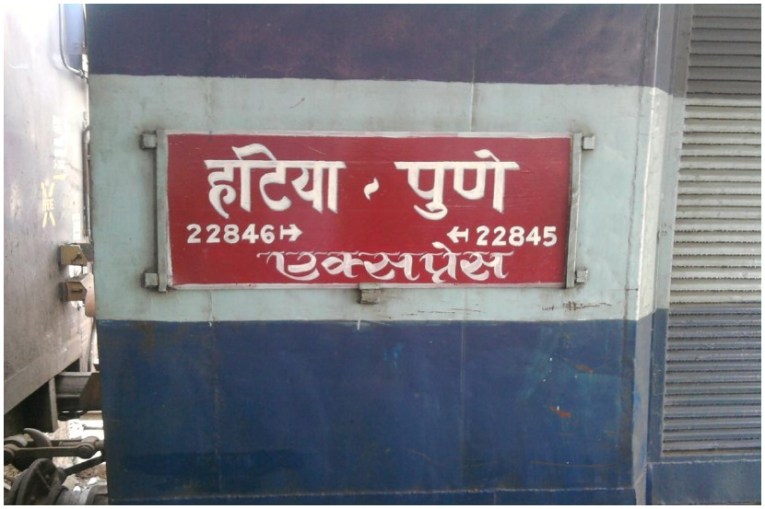 हटिया - पुणे
22846↦ ↤22845
एक्सप्रेस